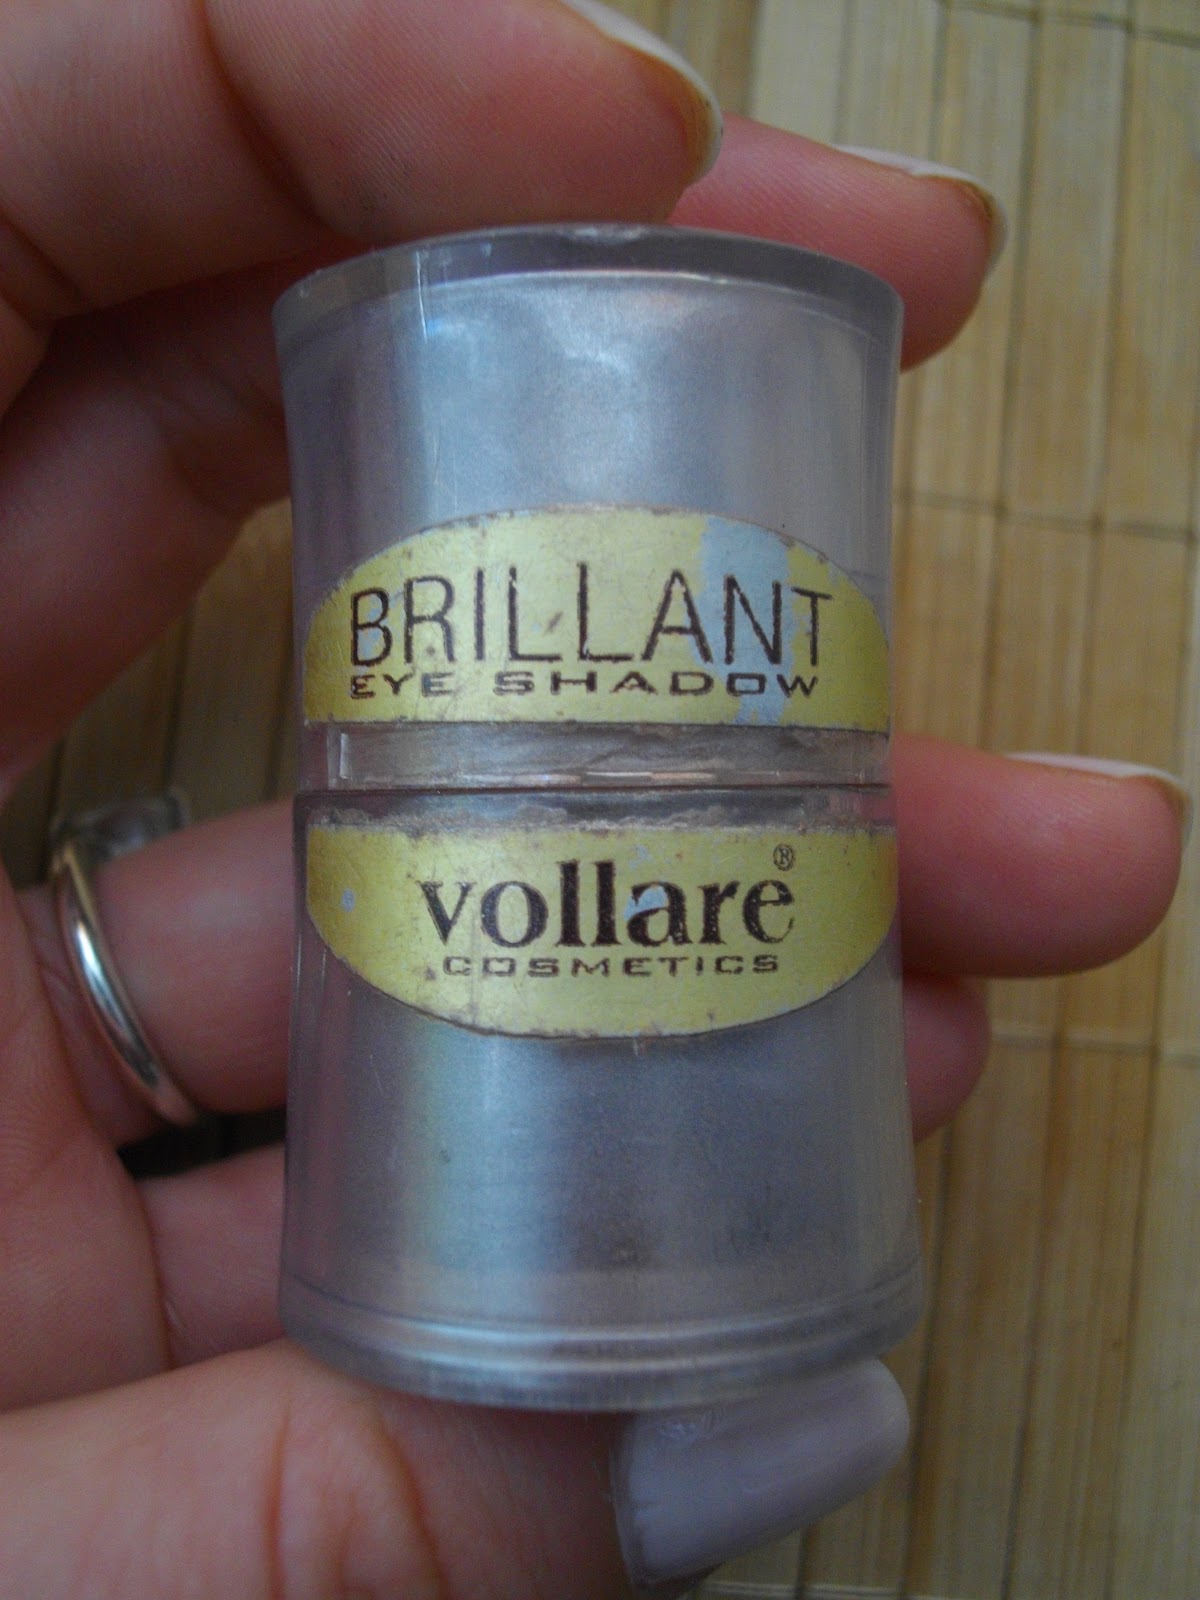 BRILLANT
EYE SHADOW
vollare®
COSMETICS